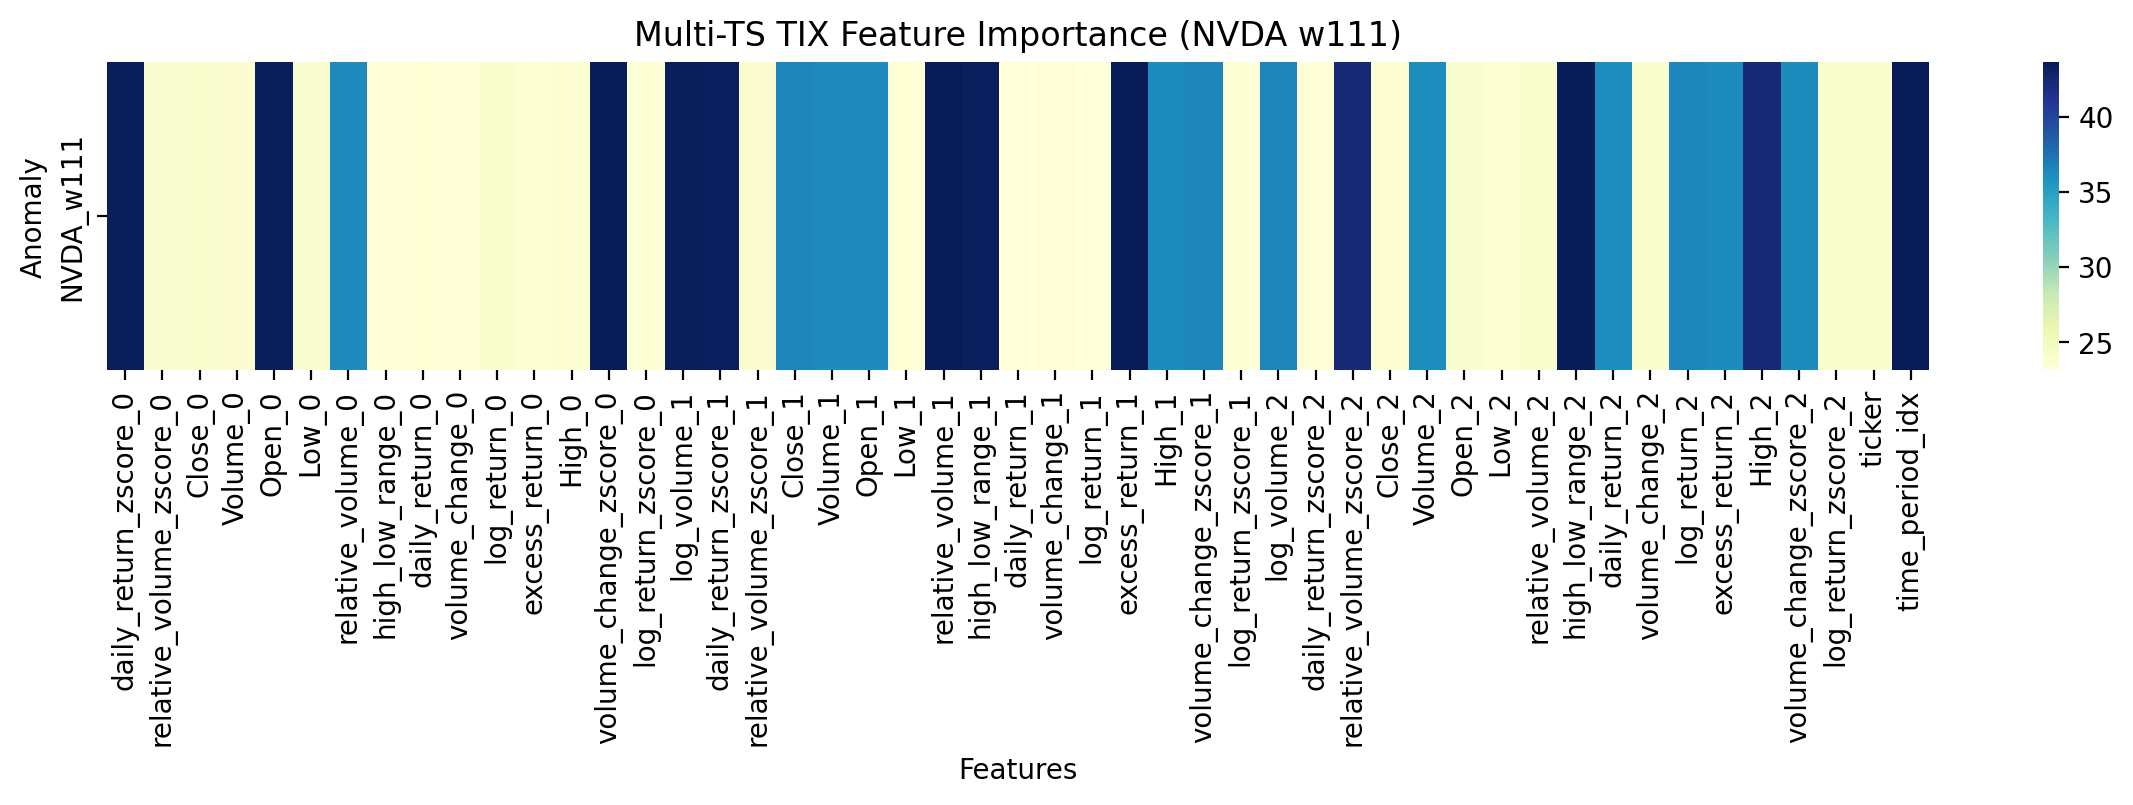 Multi-TS TIX Feature Importance (NVDA w111)
Anomaly
NVDA_w111
40
35
30
25
daily_return_zscore_0
relative_volume_zscore_0
Close_0
Volume_0
Open_0
Low_0
relative_volume_0
high_low_range_0
daily_return_0
volume_change_0
log_return_0
excess_return_0
High_0
volume_change_zscore_0
log_return_zscore_0
log_volume_1
daily_return_zscore_1
relative_volume_zscore_1
Close_1
Volume_1
Open_1
Low_1
relative_volume_1
high_low_range_1
daily_return_1
volume_change_1
log_return_1
excess_return_1
High_1
volume_change_zscore_1
log_return_zscore_1
log_volume_2
daily_return_zscore_2
relative_volume_zscore_2
Close_2
Volume_2
Open_2
Low_2
relative_volume_2
high_low_range_2
daily_return_2
volume_change_2
log_return_2
excess_return_2
High_2
volume_change_zscore_2
log_return_zscore_2
ticker
time_period_idx
Features